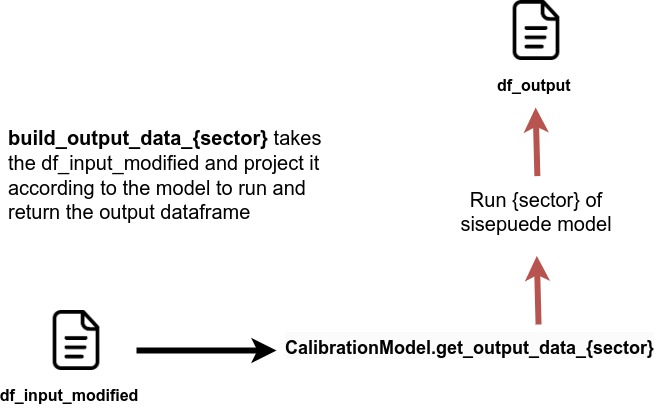 df_output
build_output_data_{sector} takes
the df_input_modified and project it
according to the model to run and
return the output dataframe
Run {sector} of
sisepuede model
CalibrationModel.get_output_data_{sector}
df_input_modified